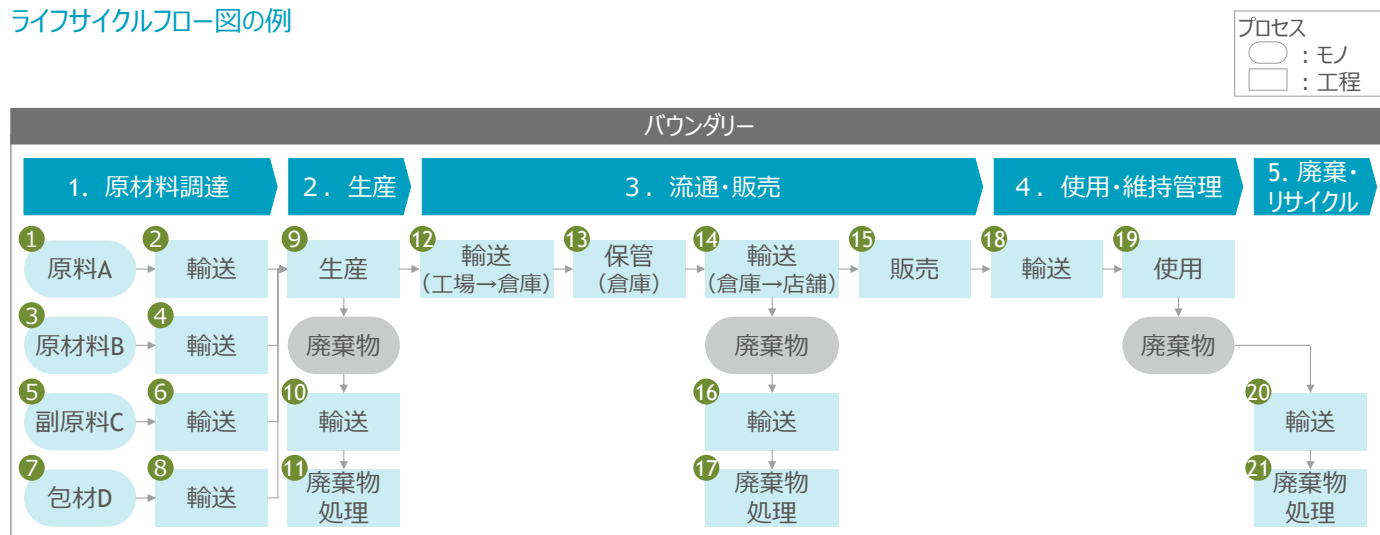 ライフサイクルフロー図の例
プロセス
：モノ
：工程
バウンダリー
1．原材料調達
２．生産
３．流通・販売
４．使用・維持管理
5. 廃棄・
リサイクル
1
原料A
2
輸送
9
生産
12
輸送
（工場→倉庫）
13
保管
（倉庫）
14
輸送
（倉庫→店舗）
15
販売
18
輸送
19
使用
3
原材料B
4
輸送
廃棄物
廃棄物
廃棄物
5
副原料C
6
輸送
10
輸送
16
輸送
20
輸送
7
包材D
8
輸送
11
廃棄物
処理
17
廃棄物
処理
21
廃棄物
処理